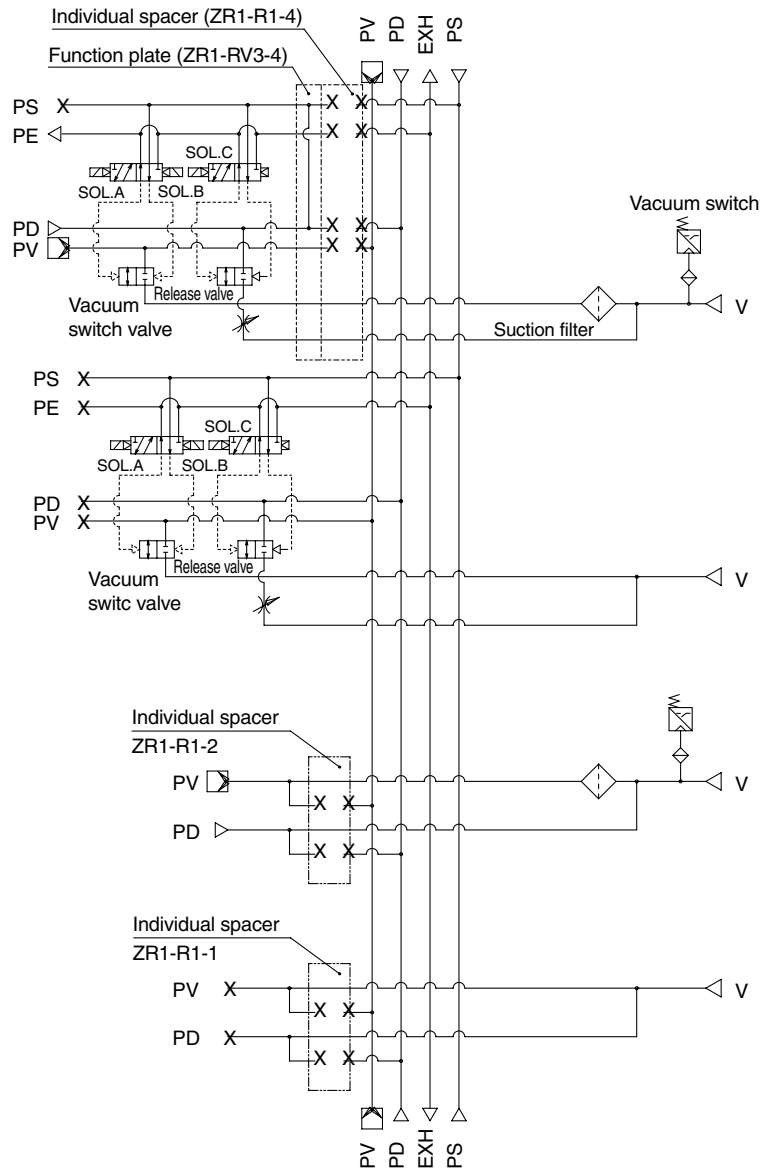 Individual spacer (ZR1-R1-4)
Function plate (ZR1-RV3-4)
PV
PD
EXH
PS
PS X
PE
SOL.C
SOL.A
SOL.B
PD
PV
Vacuum switch
Release valve
Vacuum
switch valve
V
Suction filter
PS X
PE X
SOL.C
SOL.A
SOL.B
PD X
PV X
Release valve
Vacuum
switc valve
V
Individual spacer
ZR1-R1-2
PV
V
PD
Individual spacer
ZR1-R1-1
PV X
V
PD X
PV
PD
EXH
PS